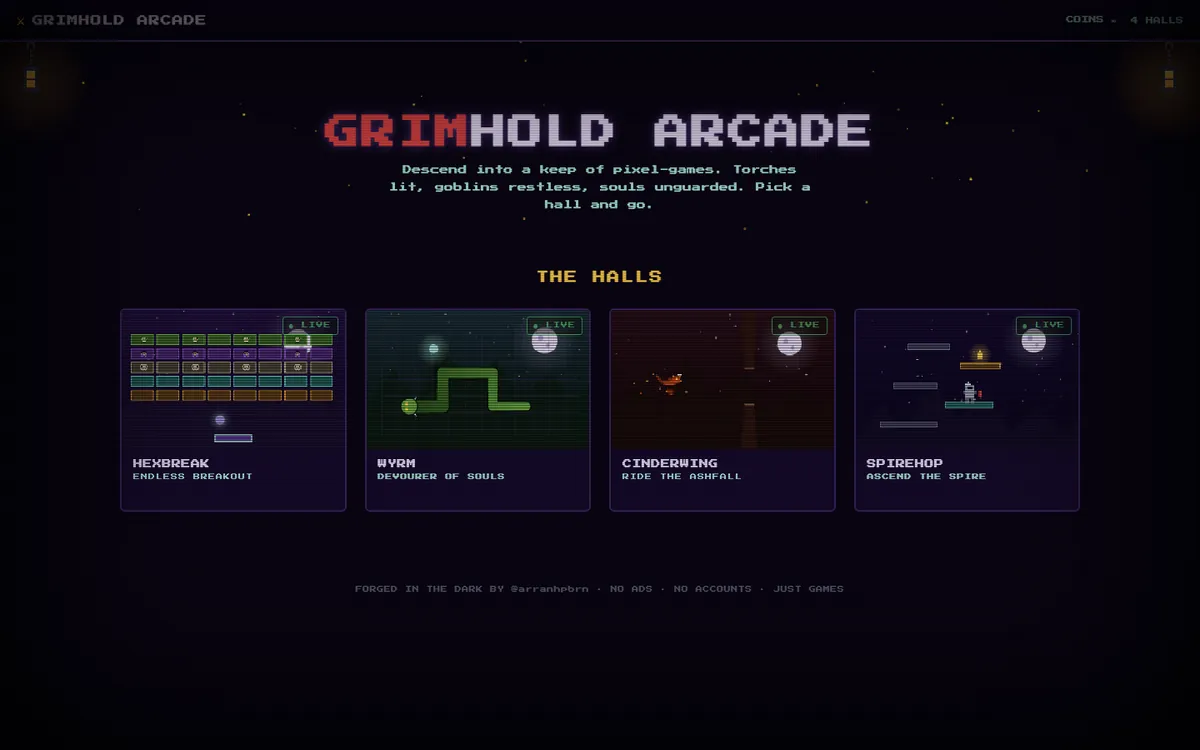 GRIMHOLD ARCADE
COINS - 4 HALLS
GRIMHOLD ARCADE
Descend into a keep of pixel-games. Torches
lit, goblins restless, souls unguarded. Pick a
hall and go.
THE HALLS
LIVE
HEXBREAK
ENDLESS BREAKOUT
LIVE
WYRM
DEVOURER OF SOULS
LIVE
CINDERWING
RIDE THE ASHFALL
LIVE
SPIREHOP
ASCEND THE SPIRE
FORGED IN THE DARK BY @arranhpbrn · NO ADS · NO ACCOUNTS · JUST GAMES